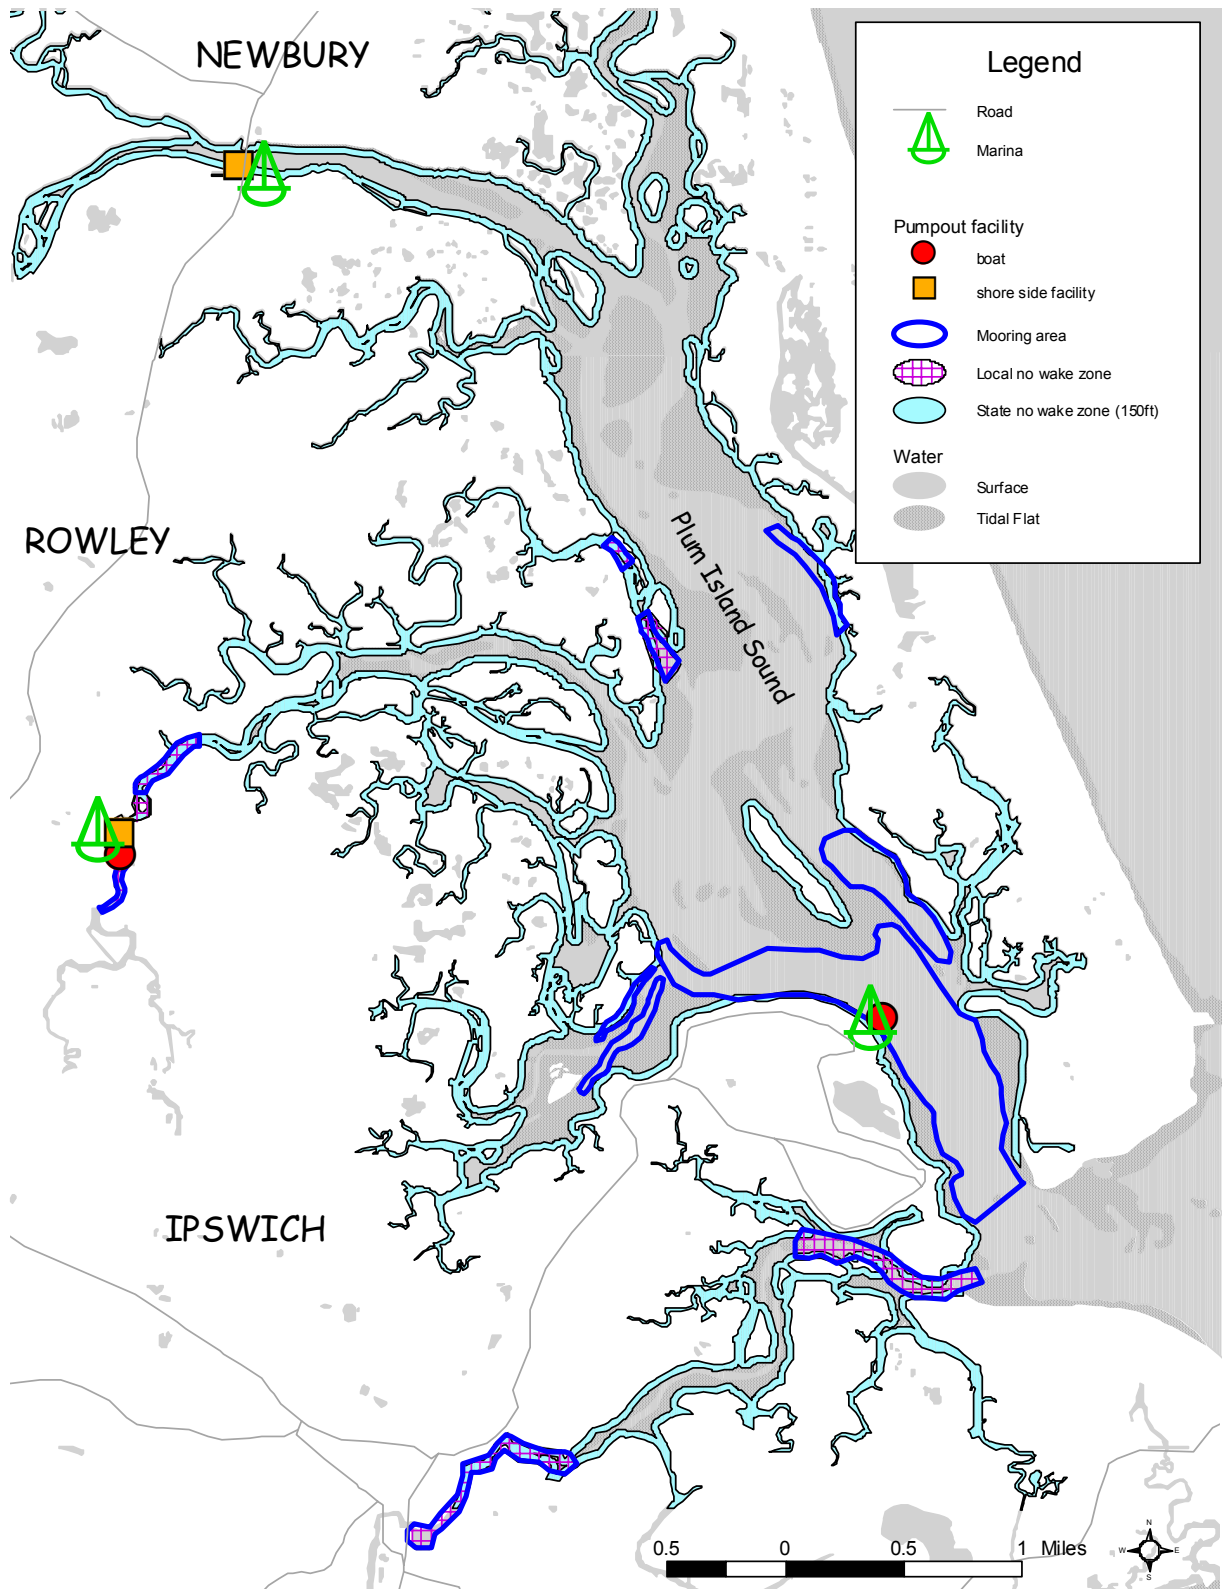 NEWBURY
Legend
Road
Marina
Pumpout facility
boat
shore side facility
Mooring area
Local no wake zone
State no wake zone (150ft)
Water
Surface
Tidal Flat
ROWLEY
Plum Island Sound
IPSWICH
0.5 0 0.5 1 Miles
N
W E
S